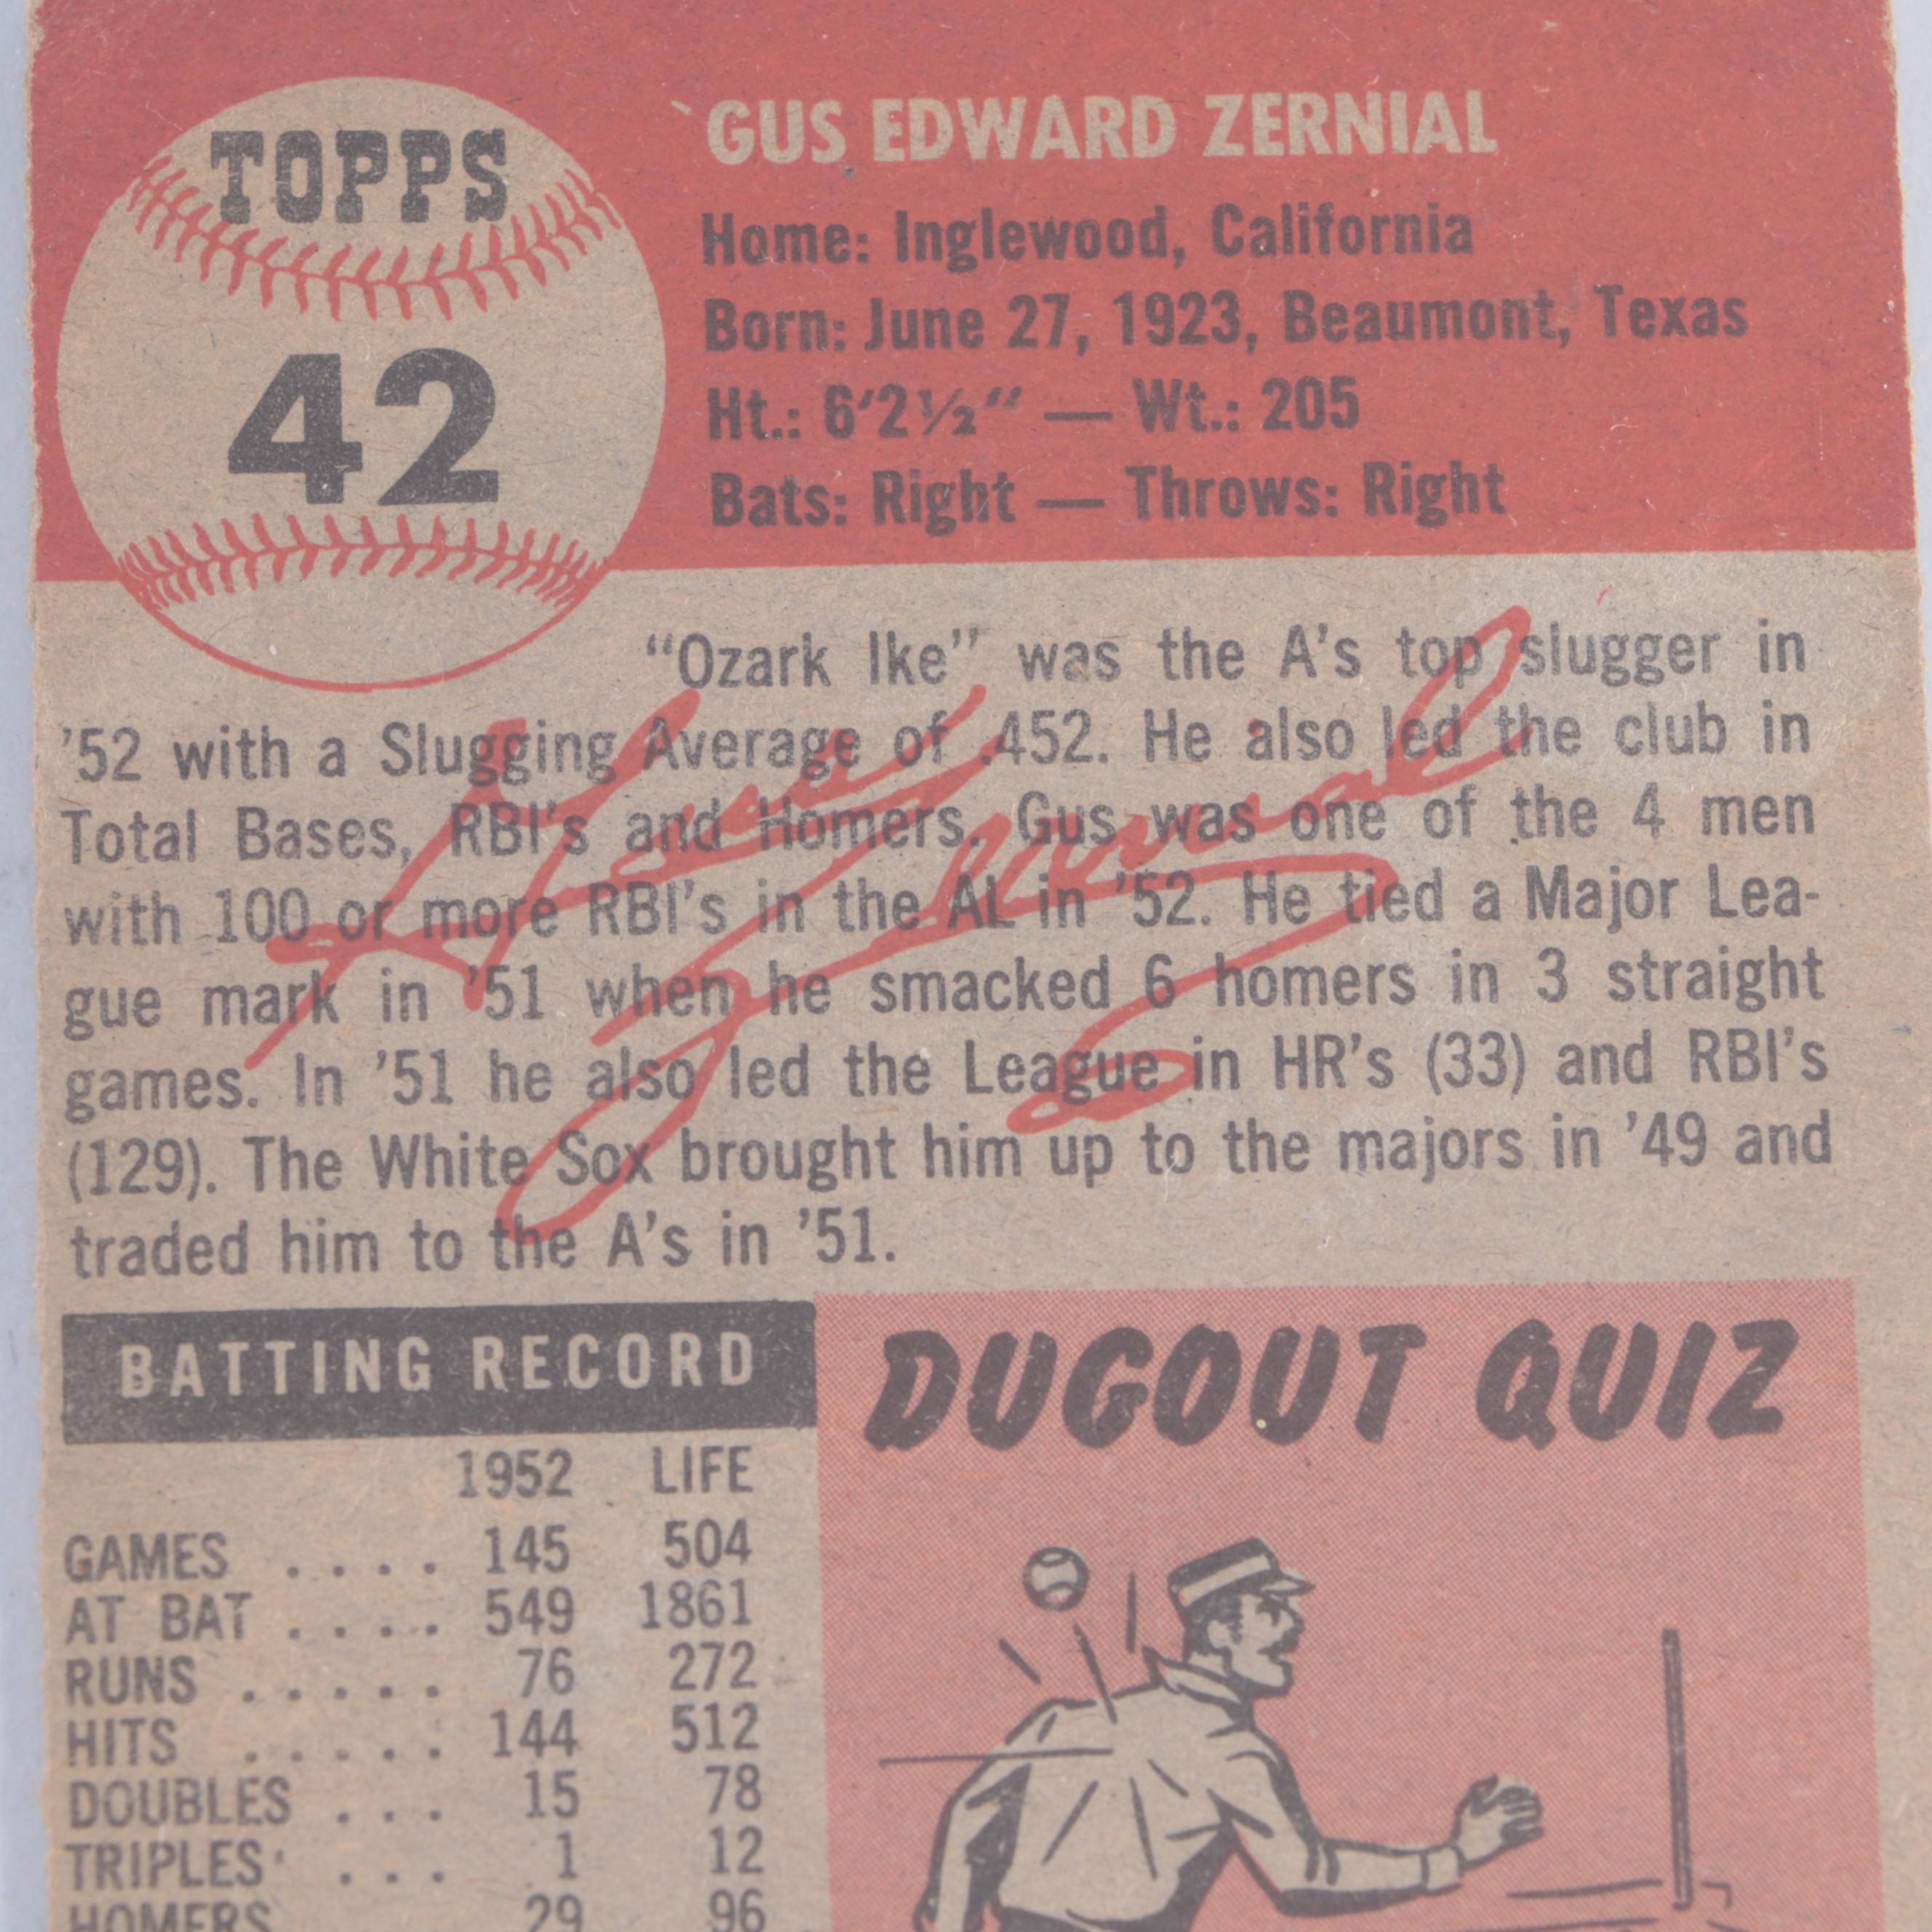 TOPPS
42
GUS EDWARD ZERNIAL
Home: Inglewood, California
Born: June 27, 1923, Beaumont, Texas
Ht.: 6'2½" — Wt.: 205
Bats: Right — Throws: Right
"Ozark Ike" was the A's top slugger in
'52 with a Slugging Average of .452. He also led the club in
Total Bases, RBI's and Homers. Gus was one of the 4 men
with 100 or more RBI's in the AL in '52. He tied a Major Lea-
gue mark in '51 when he smacked 6 homers in 3 straight
games. In '51 he also led the League in HR's (33) and RBI's
(129). The White Sox brought him up to the majors in '49 and
traded him to the A's in '51.
Gus Zernial
BATTING RECORD
1952 LIFE
GAMES .... 145 504
AT BAT .... 549 1861
RUNS ..... 76 272
HITS ..... 144 512
DOUBLES ... 15 78
TRIPLES ... 1 12
HOMERS 29 96
DUGOUT QUIZ